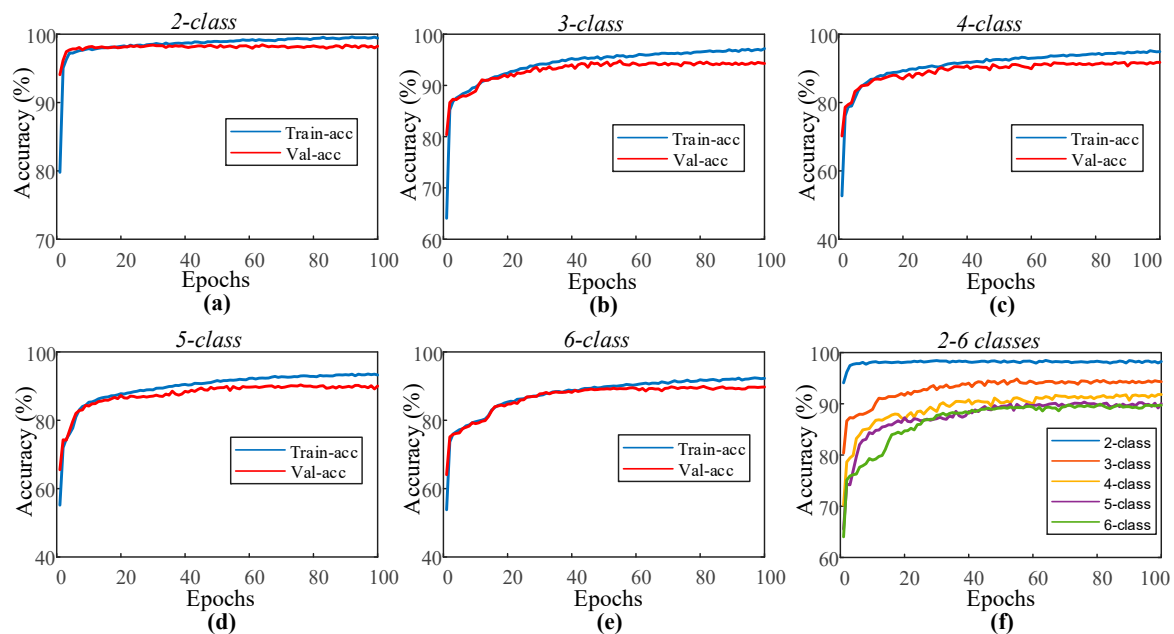 2-class
Accuracy (%)
100
90
80
70
Train-acc
Val-acc
0 20 40 60 80 100
Epochs
(a)
3-class
Accuracy (%)
100
90
80
70
60
Train-acc
Val-acc
0 20 40 60 80 100
Epochs
(b)
4-class
Accuracy (%)
100
80
60
40
Train-acc
Val-acc
0 20 40 60 80 100
Epochs
(c)
5-class
Accuracy (%)
100
80
60
40
Train-acc
Val-acc
0 20 40 60 80 100
Epochs
(d)
6-class
Accuracy (%)
100
80
60
40
Train-acc
Val-acc
0 20 40 60 80 100
Epochs
(e)
2-6 classes
Accuracy (%)
100
90
80
70
60
2-class
3-class
4-class
5-class
6-class
0 20 40 60 80 100
Epochs
(f)